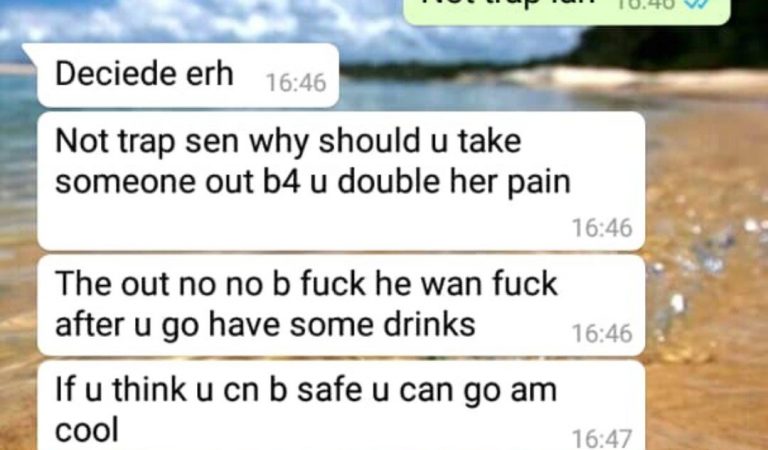 Not trap fan 16:46
Deciede erh 16:46
Not trap sen why should u take
someone out b4 u double her pain
16:46
The out no no b fuck he wan fuck
after u go have some drinks 16:46
If u think u cn b safe u can go am
cool 16:47